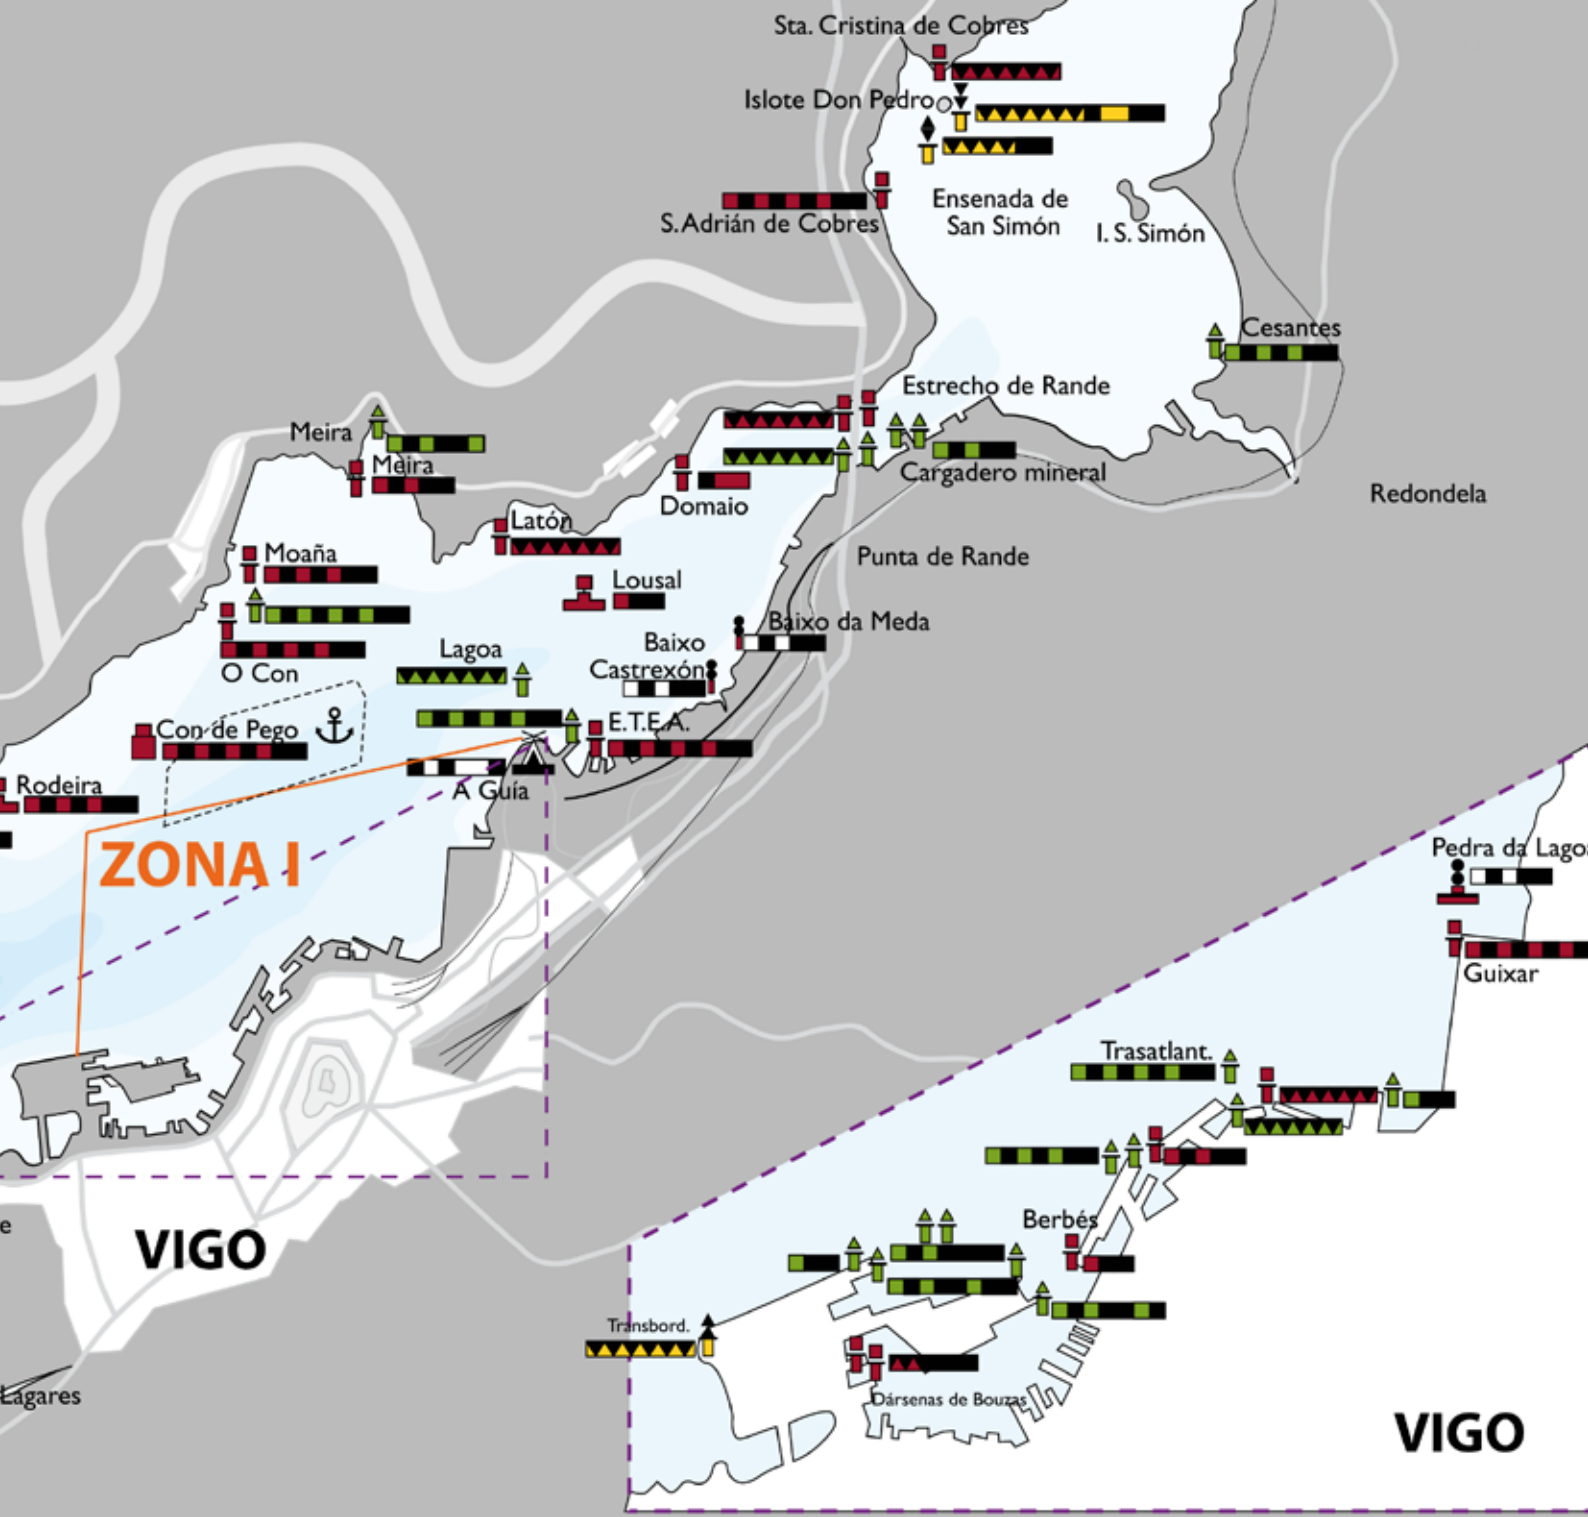 Sta. Cristina de Cobres
Islote Don Pedro
Ensenada de
San Simón
I. S. Simón
S. Adrián de Cobres
Cesantes
Estrecho de Rande
Meira
Meira
Cargadero mineral
Domaio
Redondela
Latón
Moaña
Punta de Rande
Lousal
Baixo da Meda
Baixo
Castrexón
Lagoa
O Con
E.T.E.A.
Con de Pego
Rodeira
A Guía
ZONA I
Pedra da Lagoa
Guixar
Trasatlant.
Berbés
e
VIGO
Transbord.
Lagares
Dársenas de Bouzas
VIGO